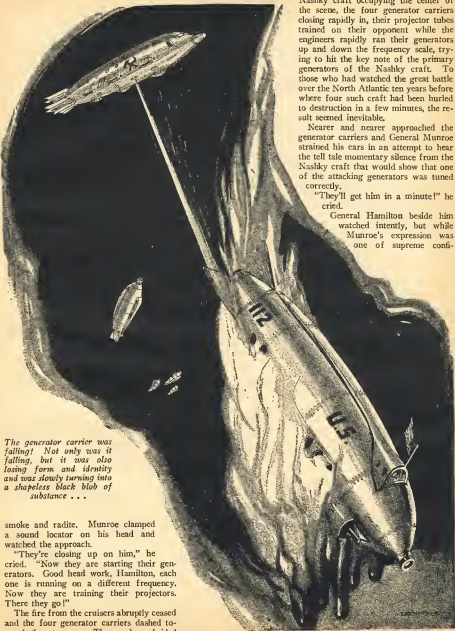 Nashky craft occupying the center of
the scene, the four generator carriers
closing rapidly in, their projector tubes
trained on their opponent while the
engineers rapidly ran their generators
up and down the frequency scale, try-
ing to hit the key note of the primary
generators of the Nashky craft. To
those who had watched the great battle
over the North Atlantic ten years before
where four such craft had been hurled
to destruction in a few minutes, the re-
sult seemed inevitable.
Nearer and nearer approached the
generator carriers and General Munroe
strained his ears in an attempt to hear
the tell tale momentary silence from the
Nashky craft that would show that one
of the attacking generators was tuned
correctly.
"They'll get him in a minute!" he
cried.
General Hamilton beside him
watched intently, but while
Munroe's expression was
one of supreme confi-
112
U.S.
The generator carrier was
falling! Not only was it
falling, but it was also
losing form and identity
and was slowly turning into
a shapeless black blob of
substance . . .
smoke and radite. Munroe clamped
a sound locator on his head and
watched the approach.
"They're closing up on him," he
cried. "Now they are starting their gen-
erators. Good head work, Hamilton, each
one is running on a different frequency.
Now they are training their projectors.
There they go!"
The fire from the cruisers abruptly ceased
and the four generator carriers dashed to-